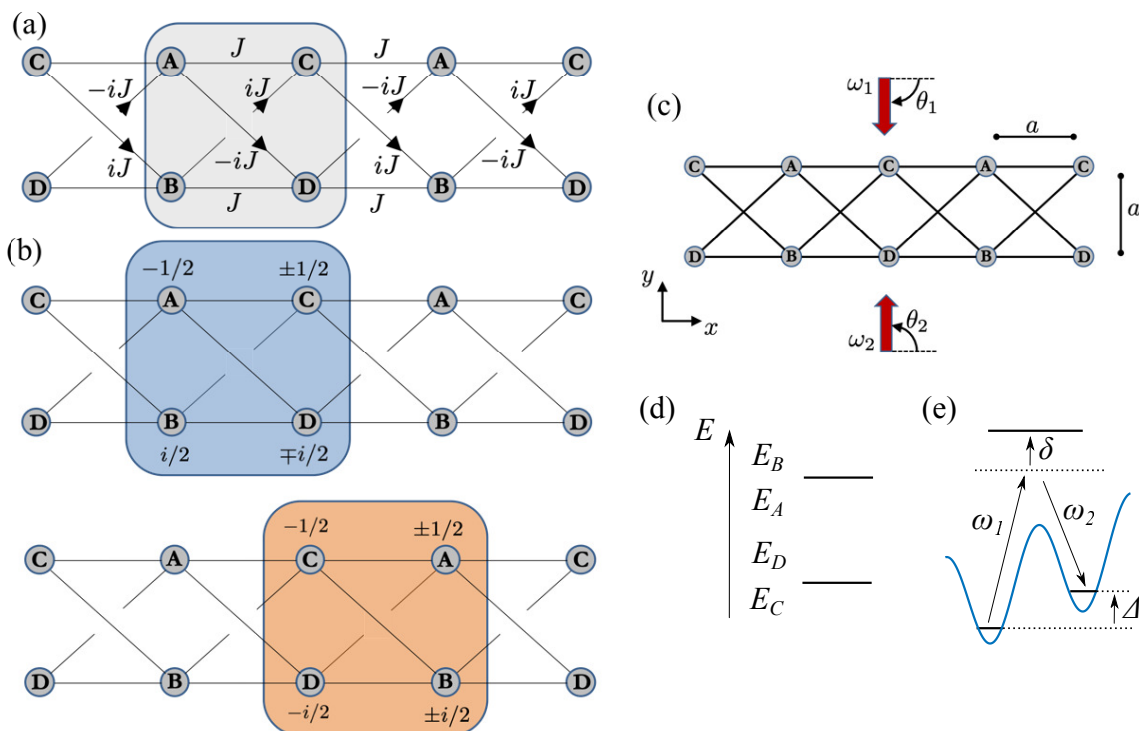 (a)
C A C A C
J J
-iJ iJ -iJ iJ
iJ -iJ iJ -iJ
D B D B D
J J
(b)
-1/2 ±1/2
C A C A C
D B D B D
i/2 ∓i/2
-1/2 ±1/2
C A C A C
D B D B D
-i/2 ±i/2
(c)
ω1 θ1
a
C A C A C
a
D B D B D
y
x
ω2 θ2
(d)
E
EB
EA
ED
EC
(e)
δ
ω1 ω2
Δ